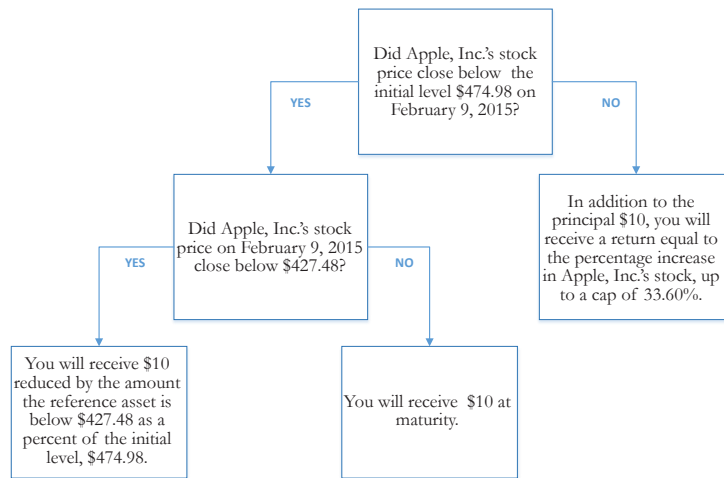 Did Apple, Inc.'s stock
price close below the
initial level $474.98 on
February 9, 2015?
YES
NO
Did Apple, Inc.'s stock
price on February 9, 2015
close below $427.48?
In addition to the
principal $10, you will
receive a return equal to
the percentage increase
in Apple, Inc.'s stock, up
to a cap of 33.60%.
YES
NO
You will receive $10
reduced by the amount
the reference asset is
below $427.48 as a
percent of the initial
level, $474.98.
You will receive $10 at
maturity.